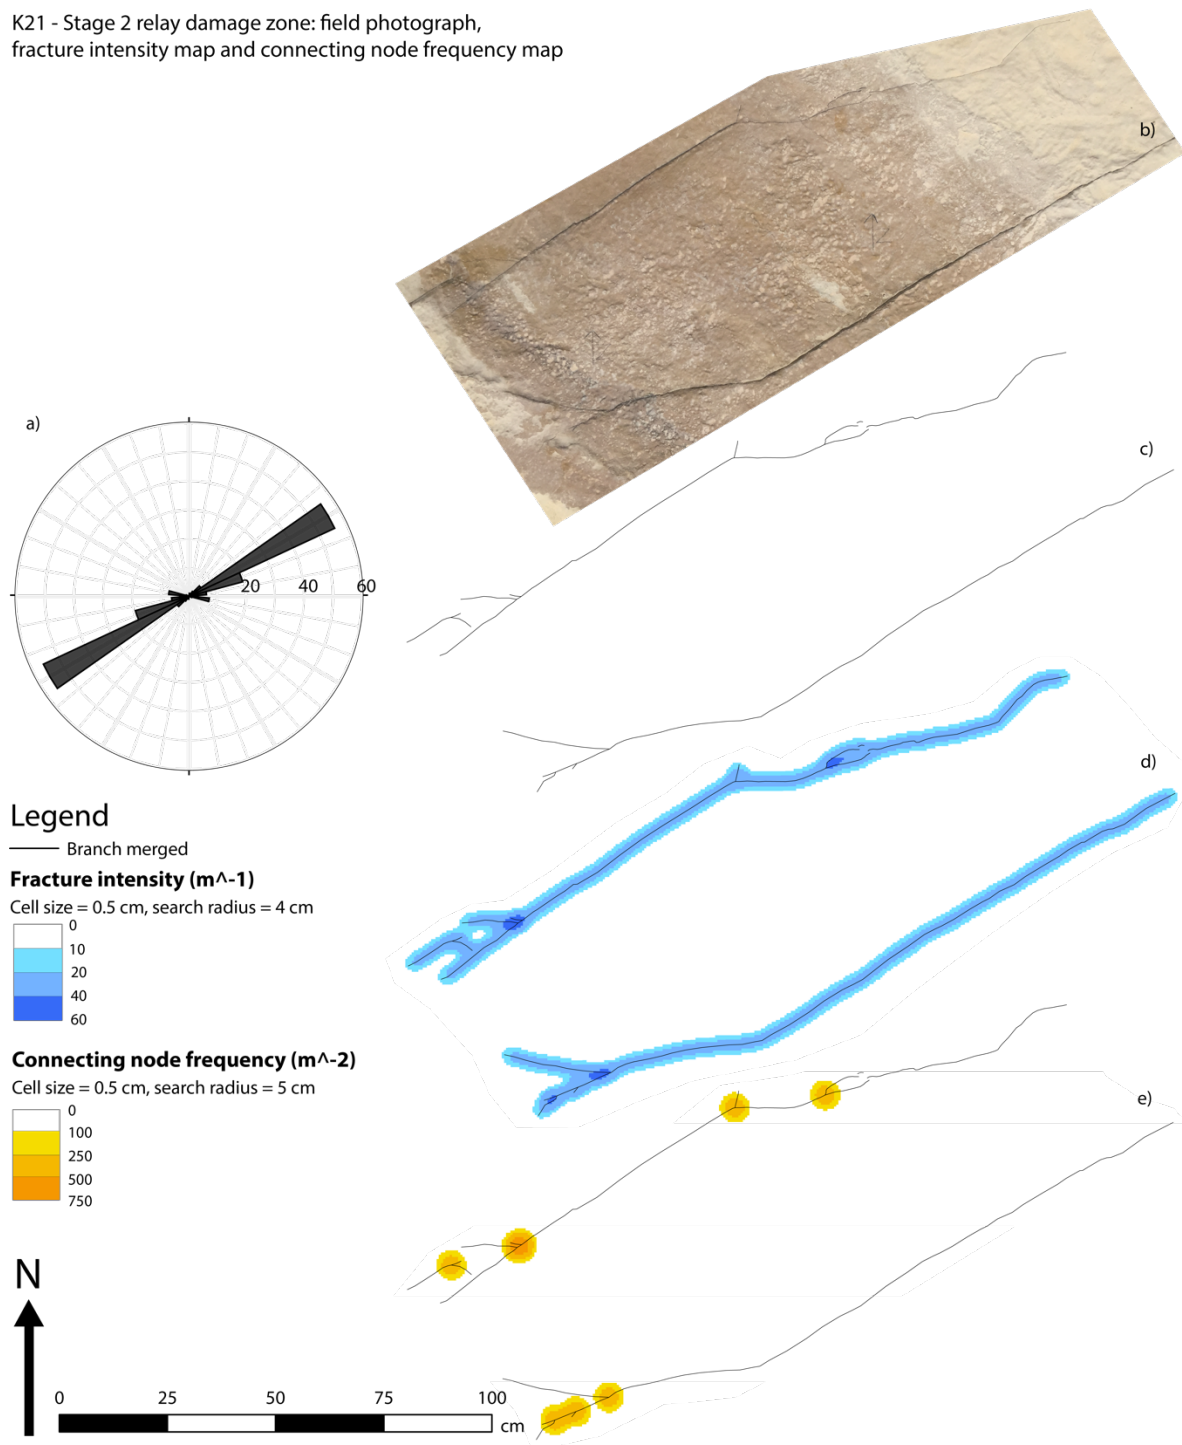 K21 - Stage 2 relay damage zone: field photograph,
fracture intensity map and connecting node frequency map
b)
a)
c)
20 40 60
d)
Legend
Branch merged
Fracture intensity (m^-1)
Cell size = 0.5 cm, search radius = 4 cm
0
10
20
40
60
Connecting node frequency (m^-2)
Cell size = 0.5 cm, search radius = 5 cm
0
100
250
500
750
e)
N
0 25 50 75 100
cm